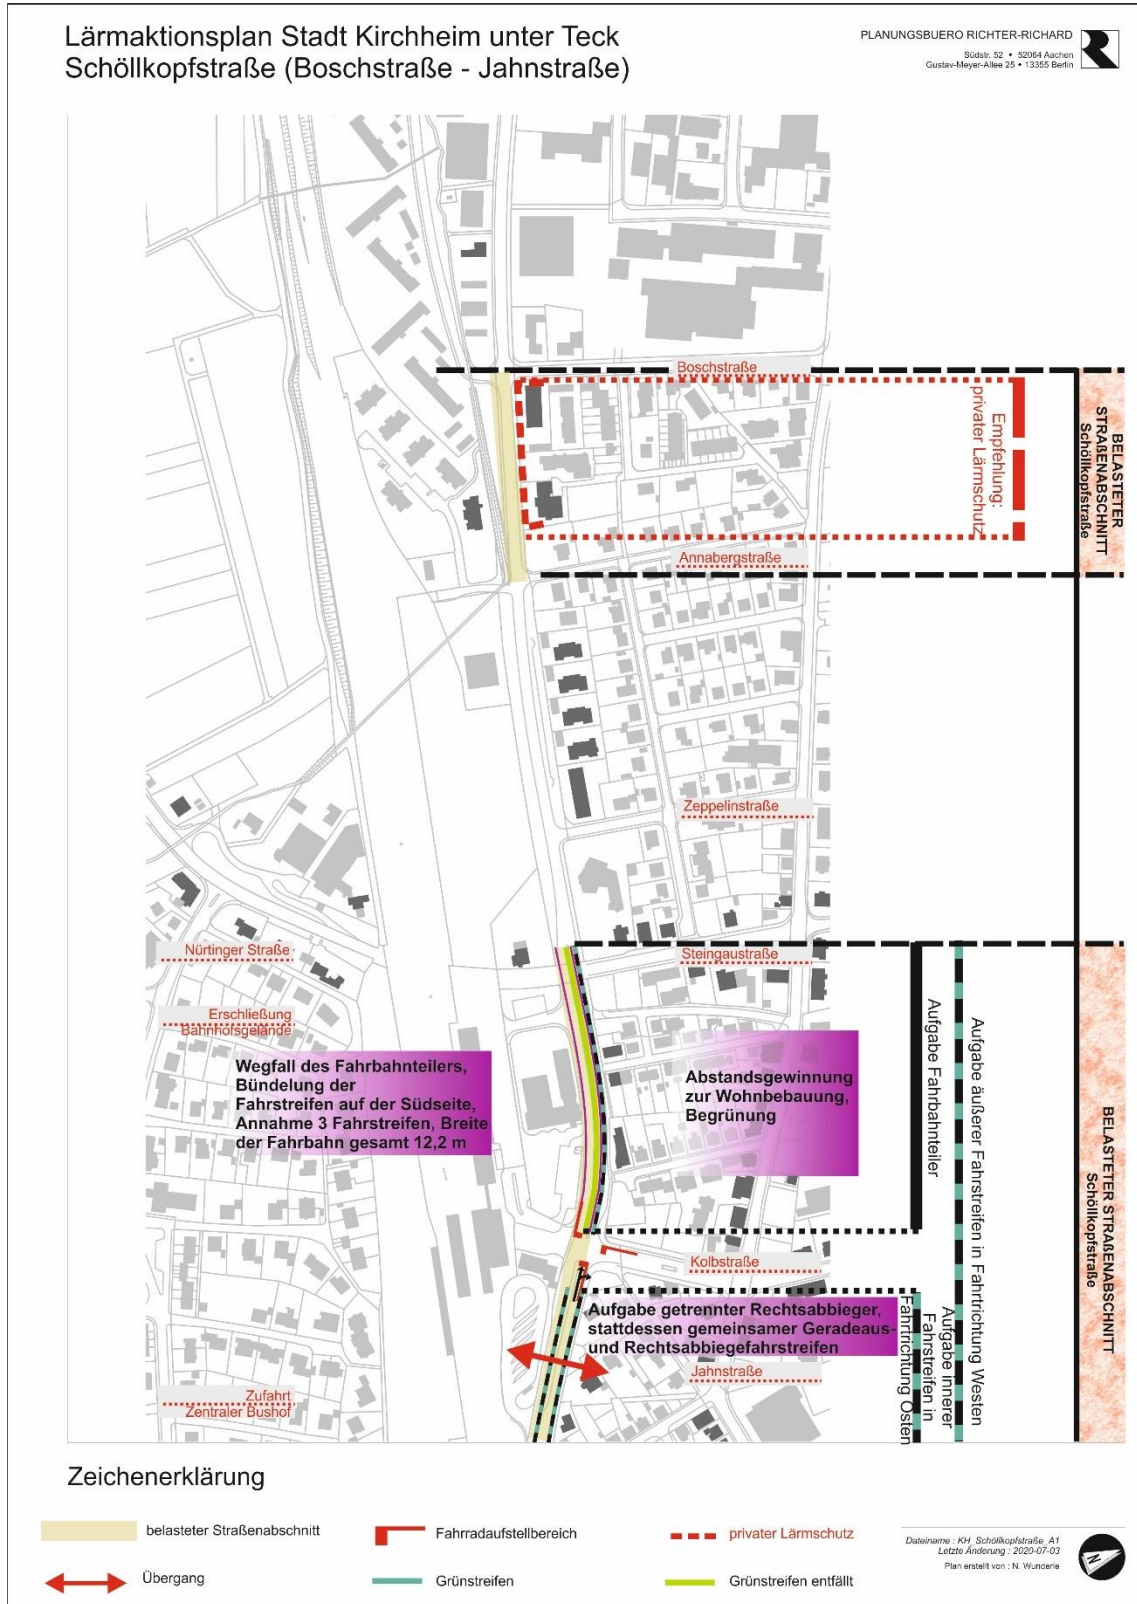 Lärmaktionsplan Stadt Kirchheim unter Teck
Schöllkopfstraße (Boschstraße - Jahnstraße)
PLANUNGSBUERO RICHTER-RICHARD
Südstr. 52 • 52064 Aachen
Gustav-Meyer-Allee 25 • 13355 Berlin
Boschstraße
Empfehlung:
privater Lärmschutz
BELASTETER
STRAßENABSCHNITT
Schöllkopfstraße
Annabergstraße
Zeppelinstraße
Nürtinger Straße
Steingaustraße
Erschließung
Bahnhofsgelände
Wegfall des Fahrbahnteilers,
Bündelung der
Fahrstreifen auf der Südseite,
Annahme 3 Fahrstreifen, Breite
der Fahrbahn gesamt 12,2 m
Abstandsgewinnung
zur Wohnbebauung,
Begrünung
Aufgabe Fahrbahnteiler
Aufgabe äußerer Fahrstreifen in Fahrtrichtung Westen
BELASTETER STRAßENABSCHNITT
Schöllkopfstraße
Kolbstraße
Aufgabe getrennter Rechtsabbieger,
stattdessen gemeinsamer Geradeaus-
und Rechtsabbiegefahrstreifen
Aufgabe innerer
Fahrstreifen in
Fahrtrichtung Osten
Jahnstraße
Zufahrt
Zentraler Bushof
Zeichenerklärung
belasteter Straßenabschnitt
Fahrradaufstellbereich
privater Lärmschutz
Übergang
Grünstreifen
Grünstreifen entfällt
Dateiname : KH_Schöllkopfstraße_A1
Letzte Änderung : 2020-07-03
Plan erstellt von : N. Wunderle
N